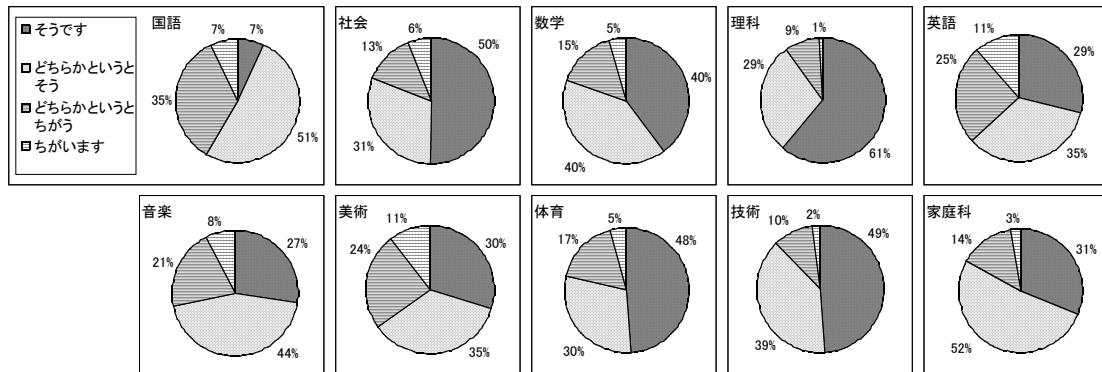 そうです
どちらかというと
そう
どちらかというと
ちがう
ちがいます
国語
7%
7%
35%
51%
社会
6%
13%
50%
31%
数学
5%
15%
40%
40%
理科
9%
1%
29%
61%
英語
11%
29%
25%
35%
音楽
8%
27%
21%
44%
美術
11%
30%
24%
35%
体育
5%
17%
48%
30%
技術
10%
2%
49%
39%
家庭科
3%
14%
31%
52%